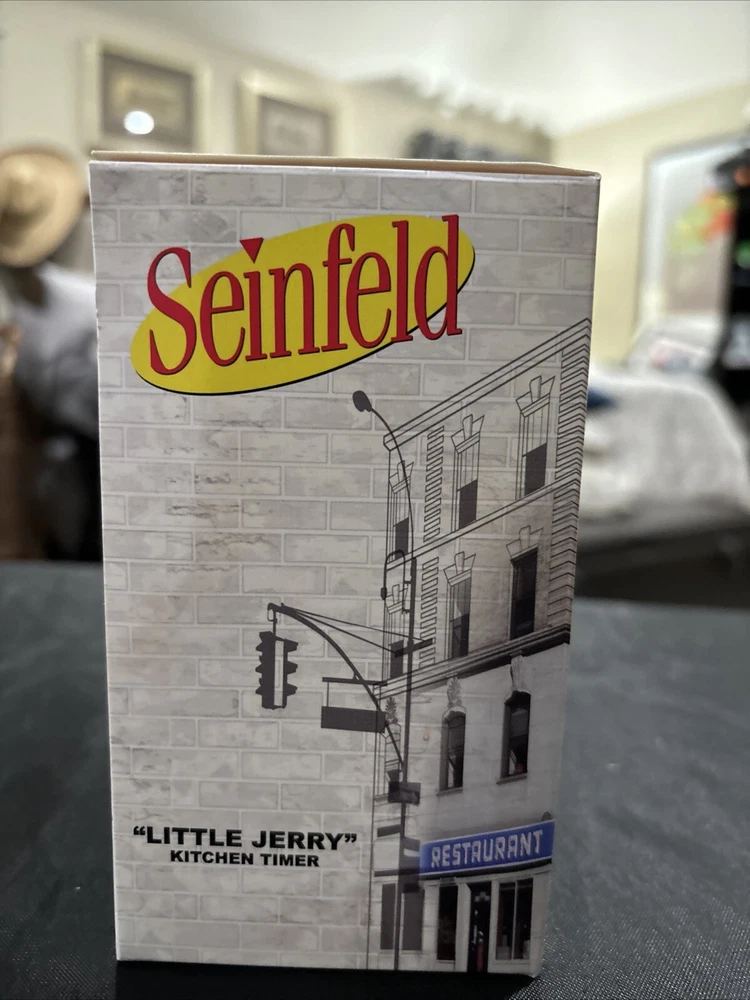 Seinfeld
“LITTLE JERRY”
KITCHEN TIMER
RESTAURANT